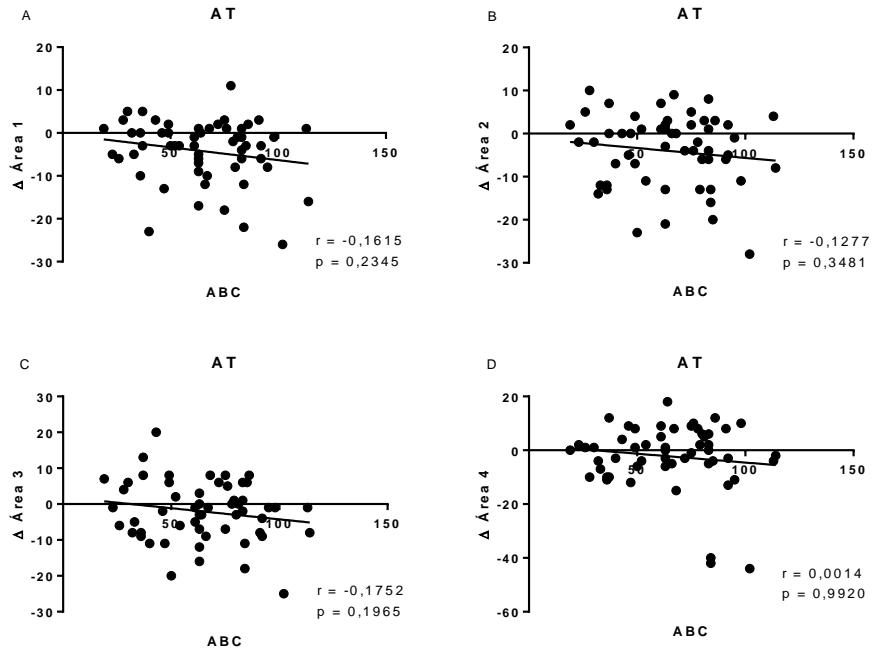 A
AT
20
10
0
-10
-20
-30
50
100
150
Δ Área 1
ABC
r = -0,1615
p = 0,2345
B
AT
20
10
0
-10
-20
-30
50
100
150
Δ Área 2
ABC
r = -0,1277
p = 0,3481
C
AT
30
20
10
0
-10
-20
-30
50
100
150
Δ Área 3
ABC
r = -0,1752
p = 0,1965
D
AT
20
0
-20
-40
-60
50
100
150
Δ Área 4
ABC
r = 0,0014
p = 0,9920